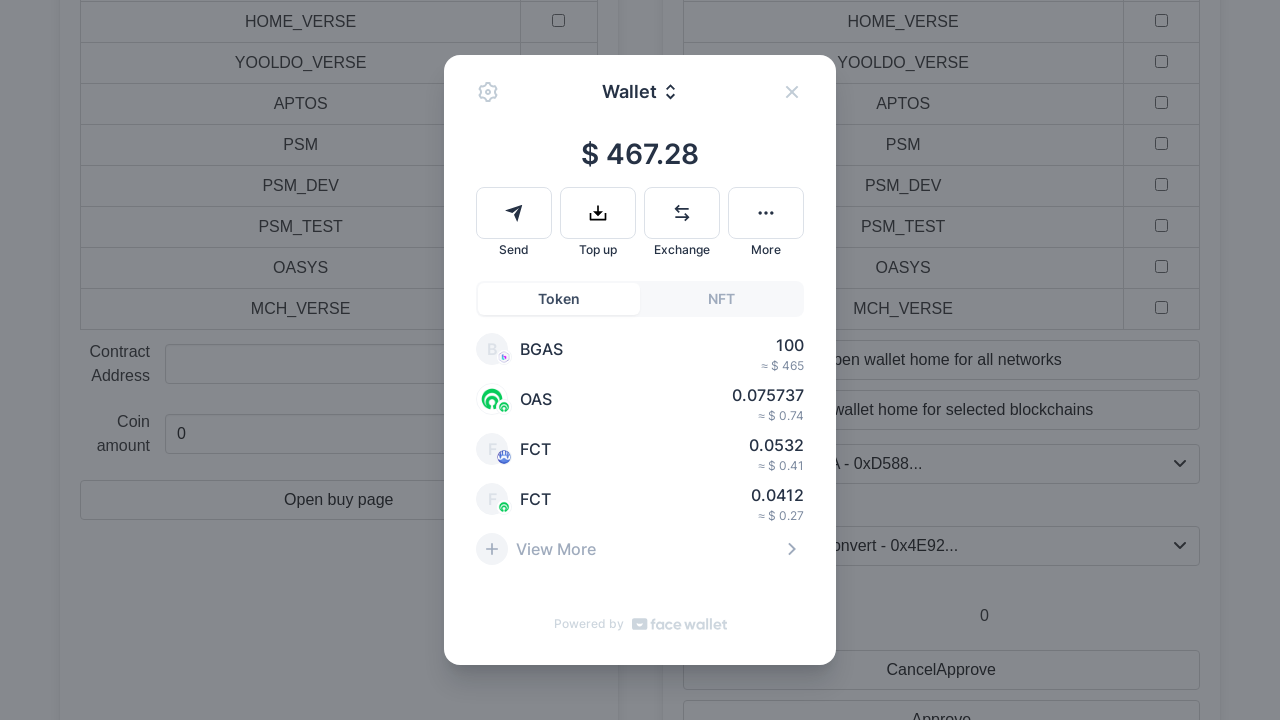 HOME_VERSE
YOOLDO_VERSE
APTOS
PSM
PSM_DEV
PSM_TEST
OASYS
MCH_VERSE
Contract
Address
Coin
amount
0
Open buy page
Wallet
$ 467.28
Send
Top up
Exchange
More
Token
NFT
B
BGAS
100
≈ $ 465
OAS
0.075737
≈ $ 0.74
F
FCT
0.0532
≈ $ 0.41
F
FCT
0.0412
≈ $ 0.27
View More
Powered by face wallet
HOME_VERSE
YOOLDO_VERSE
APTOS
PSM
PSM_DEV
PSM_TEST
OASYS
MCH_VERSE
wallet home for all networks
wallet home for selected blockchains
- 0xD588...
- 0x4E92...
0
CancelApprove
Approve